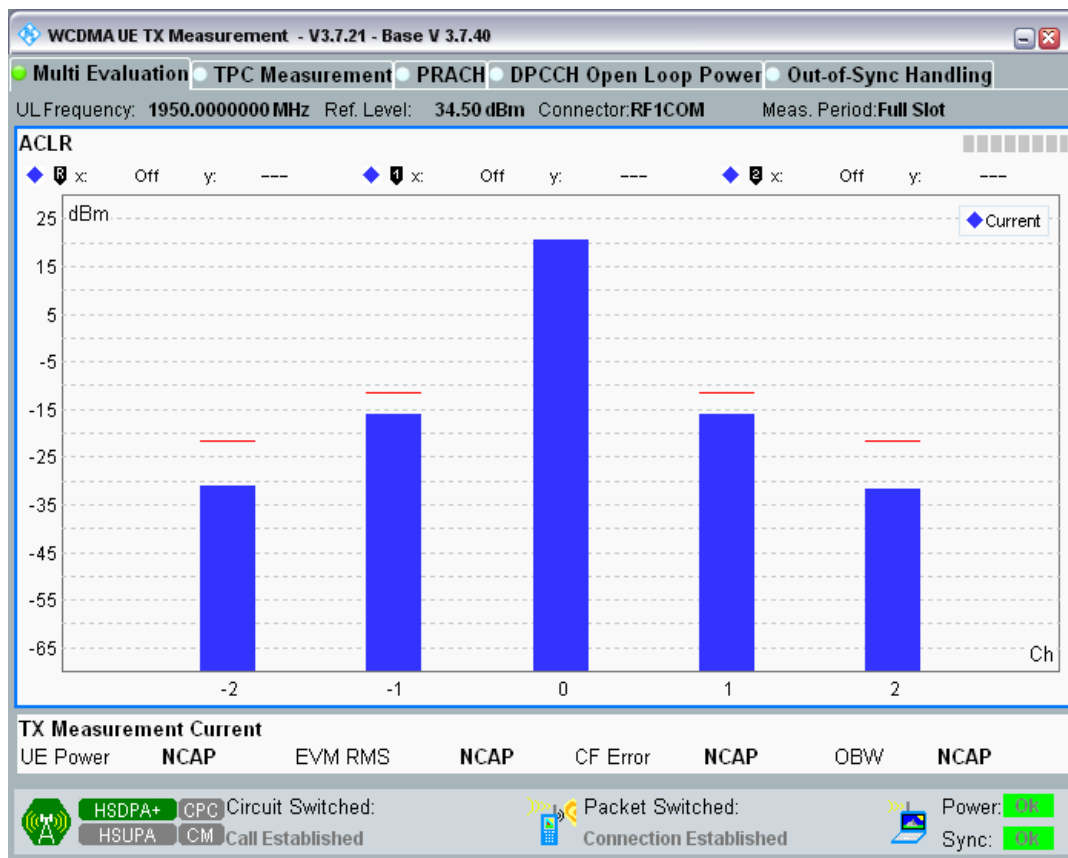 WCDMA UE TX Measurement - V3.7.21 - Base V 3.7.40
Multi Evaluation TPC Measurement PRACH DPCCH Open Loop Power Out-of-Sync Handling
UL Frequency: 1950.0000000 MHz Ref. Level: 34.50 dBm Connector:RF1COM Meas. Period:Full Slot
ACLR
R x: Off y: --- 1 x: Off y: --- 2 x: Off y: ---
dBm
Current
25
15
5
-5
-15
-25
-35
-45
-55
-65
Ch
-2 -1 0 1 2
TX Measurement Current
UE Power NCAP EVM RMS NCAP CF Error NCAP OBW NCAP
HSDPA+ CPC Circuit Switched: Packet Switched: Power: OK
HSUPA CM Call Established Connection Established Sync: OK